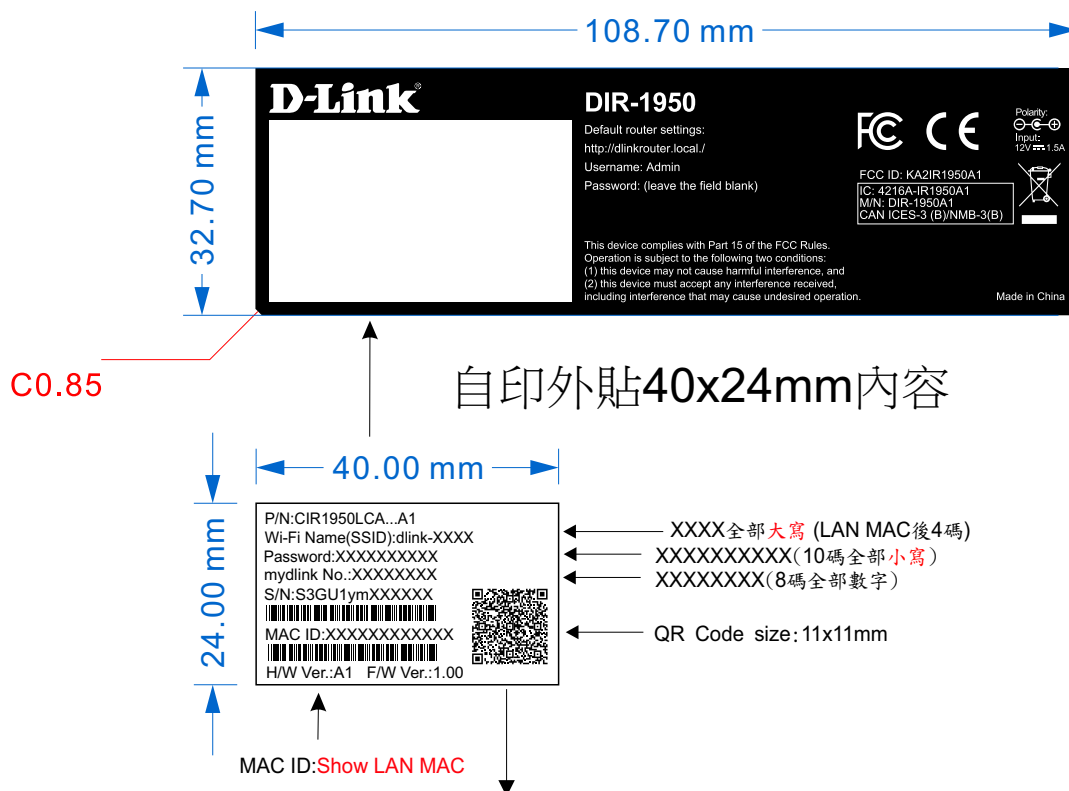 108.70 mm
32.70 mm
D-Link®
DIR-1950
Default router settings:
http://dlinkrouter.local./
Username: Admin
Password: (leave the field blank)
FCC ID: KA2IR1950A1
IC: 4216A-IR1950A1
M/N: DIR-1950A1
CAN ICES-3 (B)/NMB-3(B)
Polarity:
Input:
12V 1.5A
This device complies with Part 15 of the FCC Rules.
Operation is subject to the following two conditions:
(1) this device may not cause harmful interference, and
(2) this device must accept any interference received,
including interference that may cause undesired operation.
Made in China
C0.85
自印外貼40x24mm內容
40.00 mm
24.00 mm
P/N:CIR1950LCA...A1
Wi-Fi Name(SSID):dlink-XXXX
Password:XXXXXXXXXX
mydlink No.:XXXXXXXX
S/N:S3GU1ymXXXXXX
MAC ID:XXXXXXXXXXXX
H/W Ver.:A1 F/W Ver.:1.00
XXXX全部大寫 (LAN MAC後4碼)
XXXXXXXXXX(10碼全部小寫)
XXXXXXXX(8碼全部數字)
QR Code size:11x11mm
MAC ID:Show LAN MAC